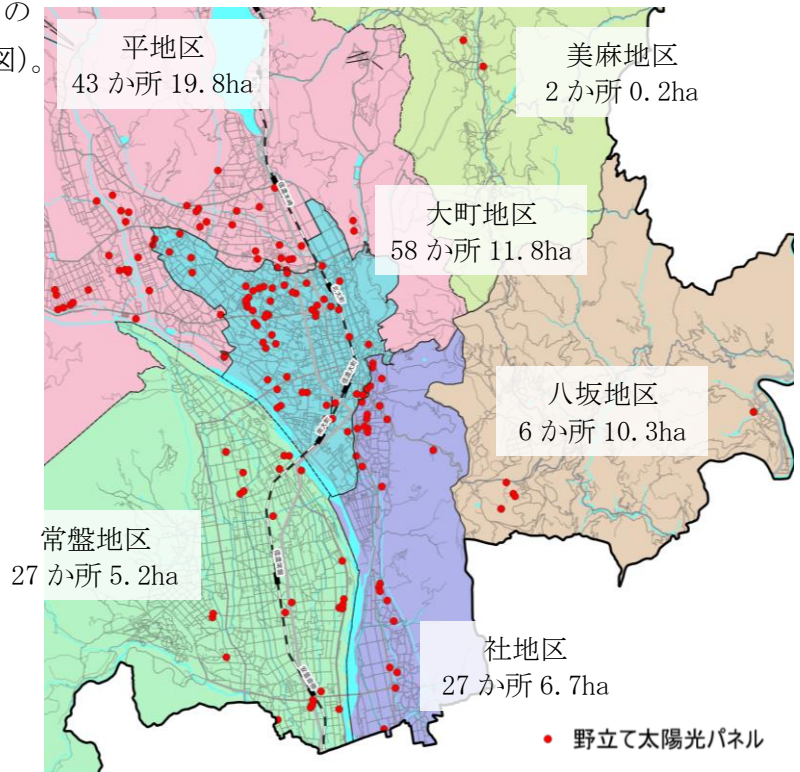 の
図)。
平地区
43 か所 19.8ha
美麻地区
2 か所 0.2ha
大町地区
58 か所 11.8ha
八坂地区
6 か所 10.3ha
常盤地区
27 か所 5.2ha
社地区
27 か所 6.7ha
野立て太陽光パネル